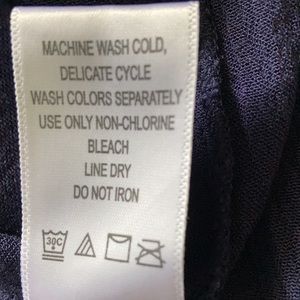 MACHINE WASH COLD,
DELICATE CYCLE
WASH COLORS SEPARATELY
USE ONLY NON-CHLORINE
BLEACH
LINE DRY
DO NOT IRON
30C